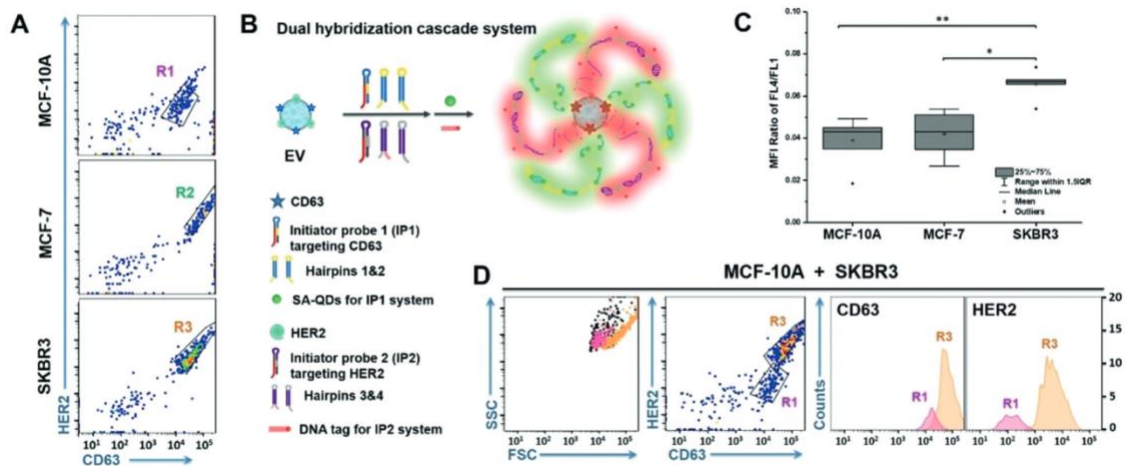 A
MCF-10A
R1
MCF-7
R2
SKBR3
R3
HER2
10¹ 10² 10³ 10⁴ 10⁵
CD63
B
Dual hybridization cascade system
EV
CD63
Initiator probe 1 (IP1)
targeting CD63
Hairpins 1&2
SA-QDs for IP1 system
HER2
Initiator probe 2 (IP2)
targeting HER2
Hairpins 3&4
DNA tag for IP2 system
C
MFI Ratio of FL4/FL1
0.10
0.08
0.06
0.04
0.02
0.00
**
*
25%~75%
Range within 1.5IQR
Median Line
Mean
Outliers
MCF-10A MCF-7 SKBR3
D
MCF-10A + SKBR3
SSC
10¹ 10² 10³ 10⁴ 10⁵
FSC
HER2
R3
R1
10¹ 10² 10³ 10⁴ 10⁵
CD63
Counts
CD63
R3
R1
10¹ 10² 10³ 10⁴ 10⁵
HER2
R3
R1
10¹ 10² 10³ 10⁴ 10⁵
20
15
10
5
0